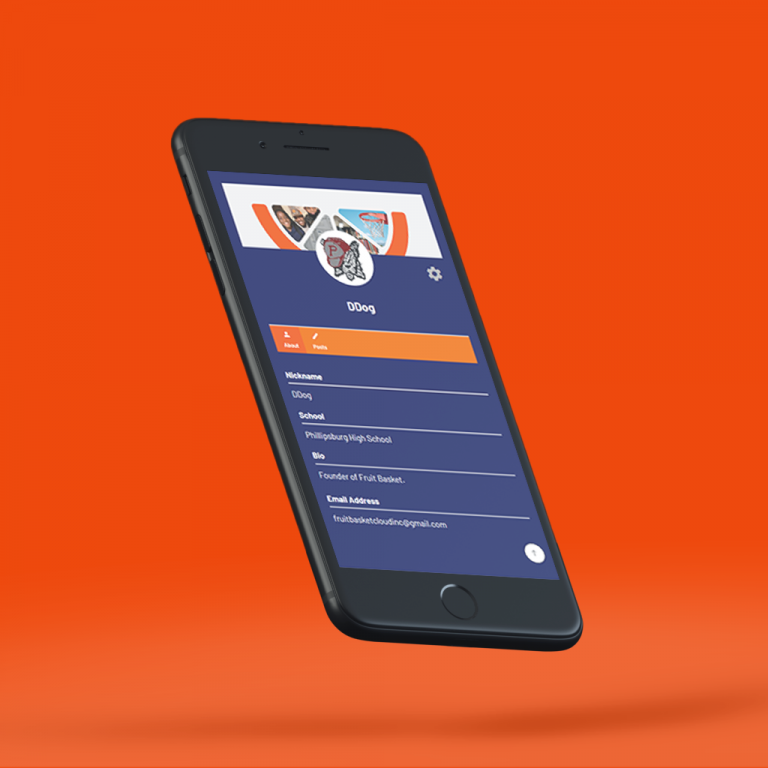 P
DDog
About
Posts
Nickname
DDog
School
Phillipsburg High School
Bio
Founder of Fruit Basket.
Email Address
fruitbasketcloudinc@gmail.com